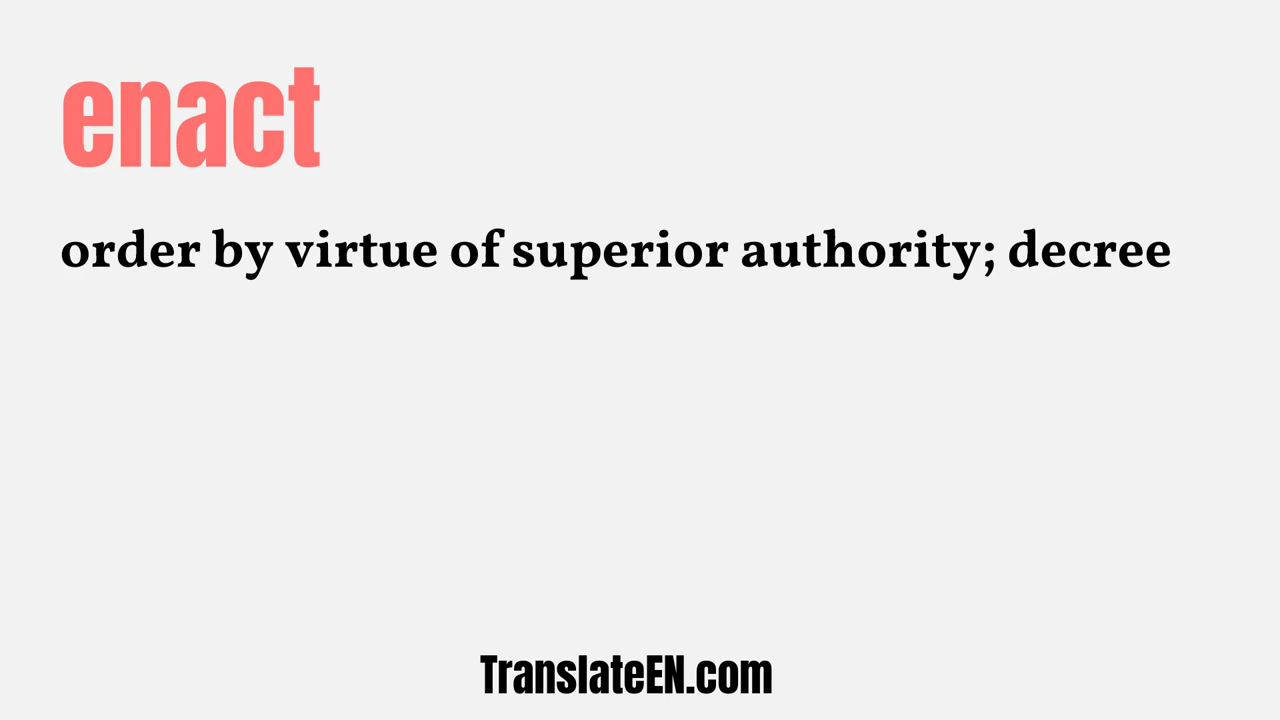 enact
order by virtue of superior authority; decree
TranslateEN.com